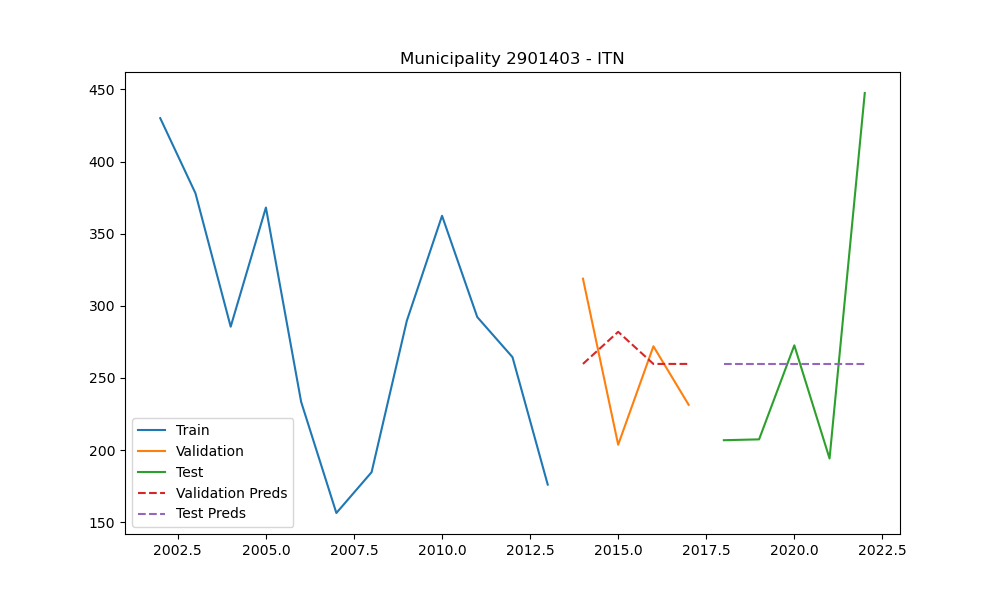 Municipality 2901403 - ITN
450
400
350
300
250
200
150
Train
Validation
Test
Validation Preds
Test Preds
2002.5 2005.0 2007.5 2010.0 2012.5 2015.0 2017.5 2020.0 2022.5